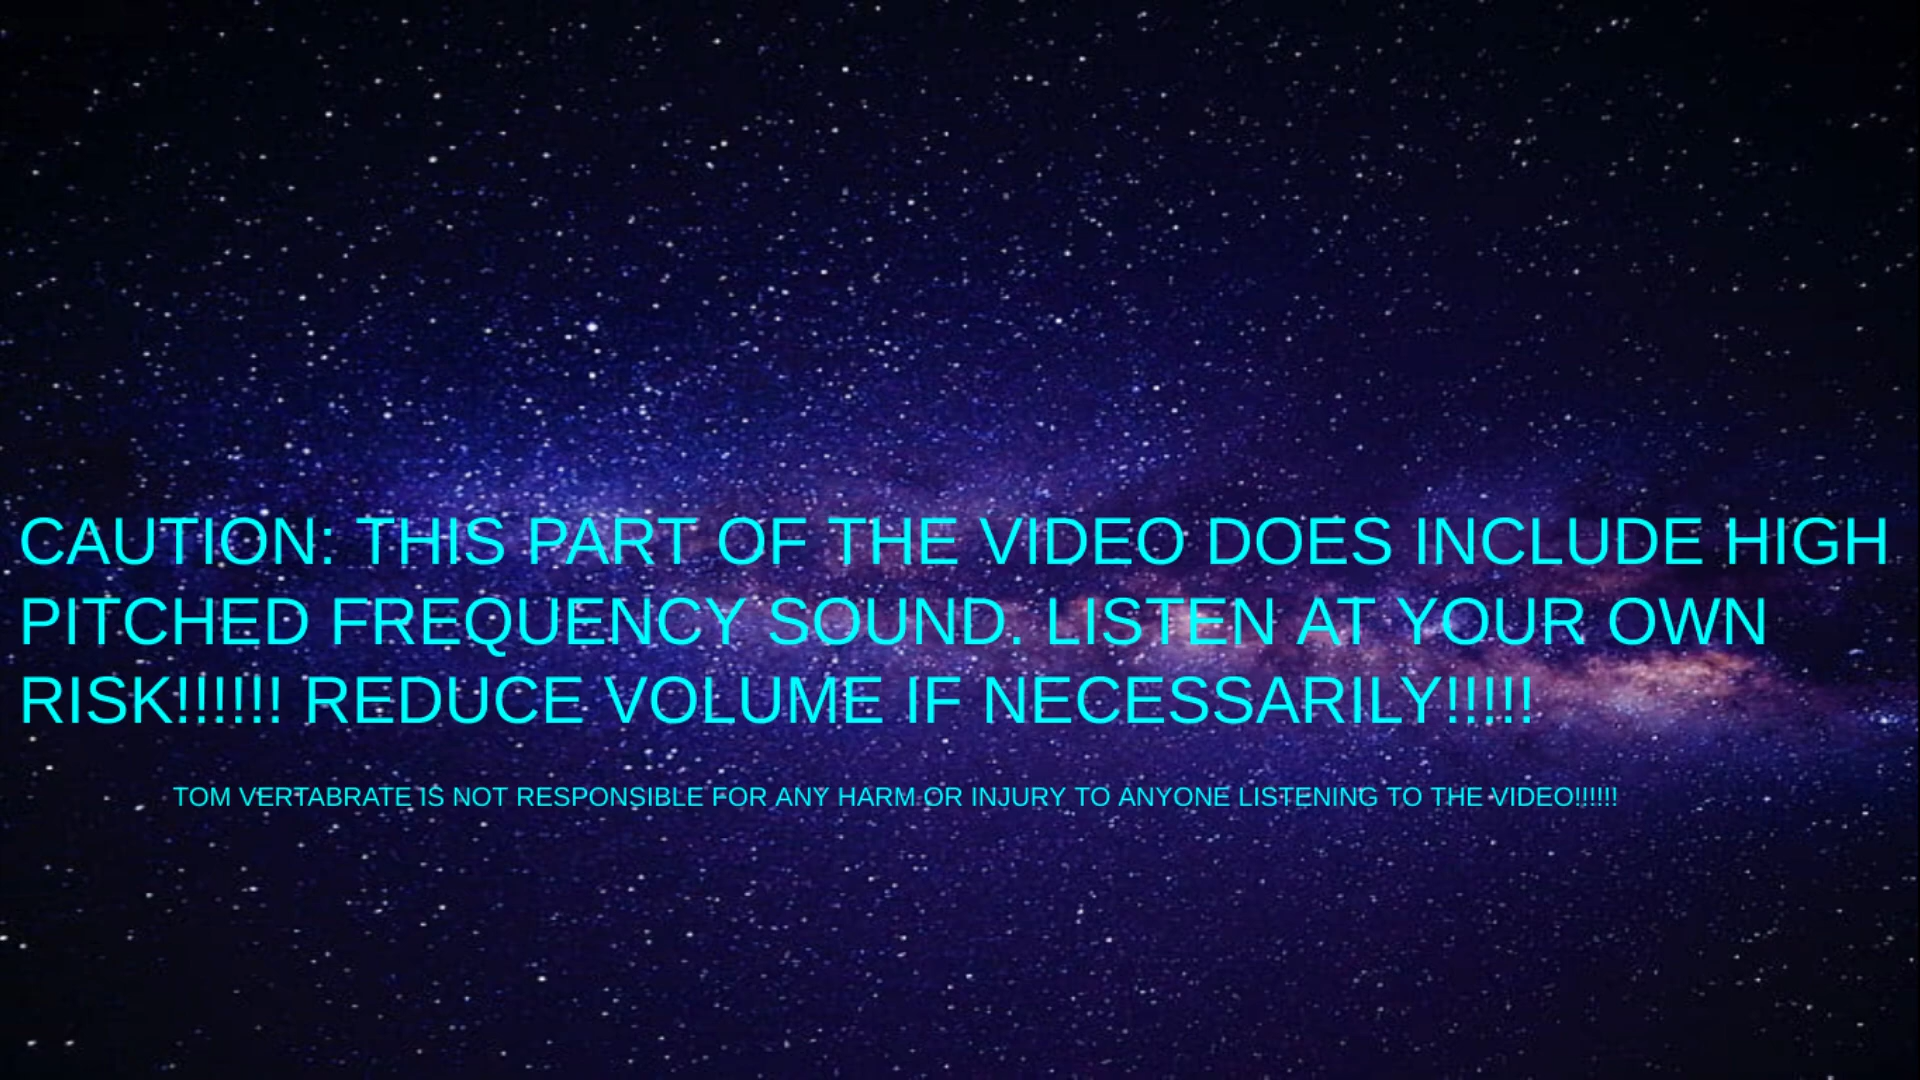 CAUTION: THIS PART OF THE VIDEO DOES INCLUDE HIGH
PITCHED FREQUENCY SOUND. LISTEN AT YOUR OWN
RISK!!!!!! REDUCE VOLUME IF NECESSARILY!!!!!
TOM VERTABRATE IS NOT RESPONSIBLE FOR ANY HARM OR INJURY TO ANYONE LISTENING TO THE VIDEO!!!!!!